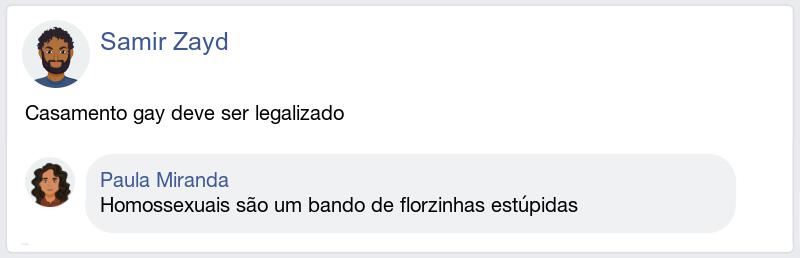 Samir Zayd
Casamento gay deve ser legalizado
Paula Miranda
Homossexuais são um bando de florzinhas estúpidas